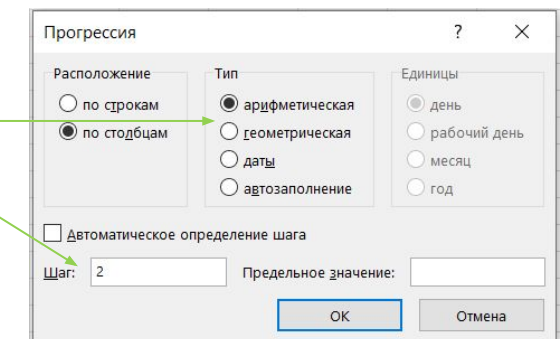 Прогрессия ? ×
Расположение Тип Единицы
по строкам арифметическая день
по столбцам геометрическая рабочий день
даты месяц
автозаполнение год
Автоматическое определение шага
Шаг: 2 Предельное значение:
ОК Отмена